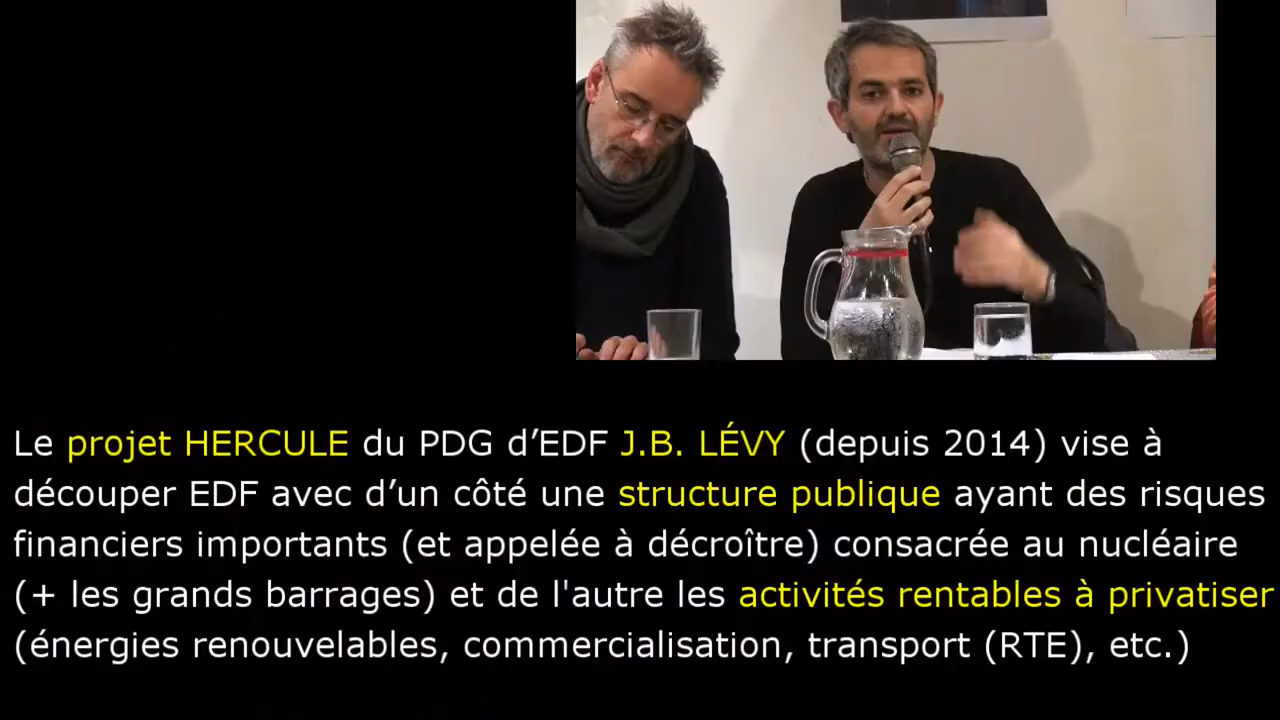 Le projet HERCULE du PDG d’EDF J.B. LÉVY (depuis 2014) vise à
découper EDF avec d’un côté une structure publique ayant des risques
financiers importants (et appelée à décroître) consacrée au nucléaire
(+ les grands barrages) et de l'autre les activités rentables à privatiser
(énergies renouvelables, commercialisation, transport (RTE), etc.)